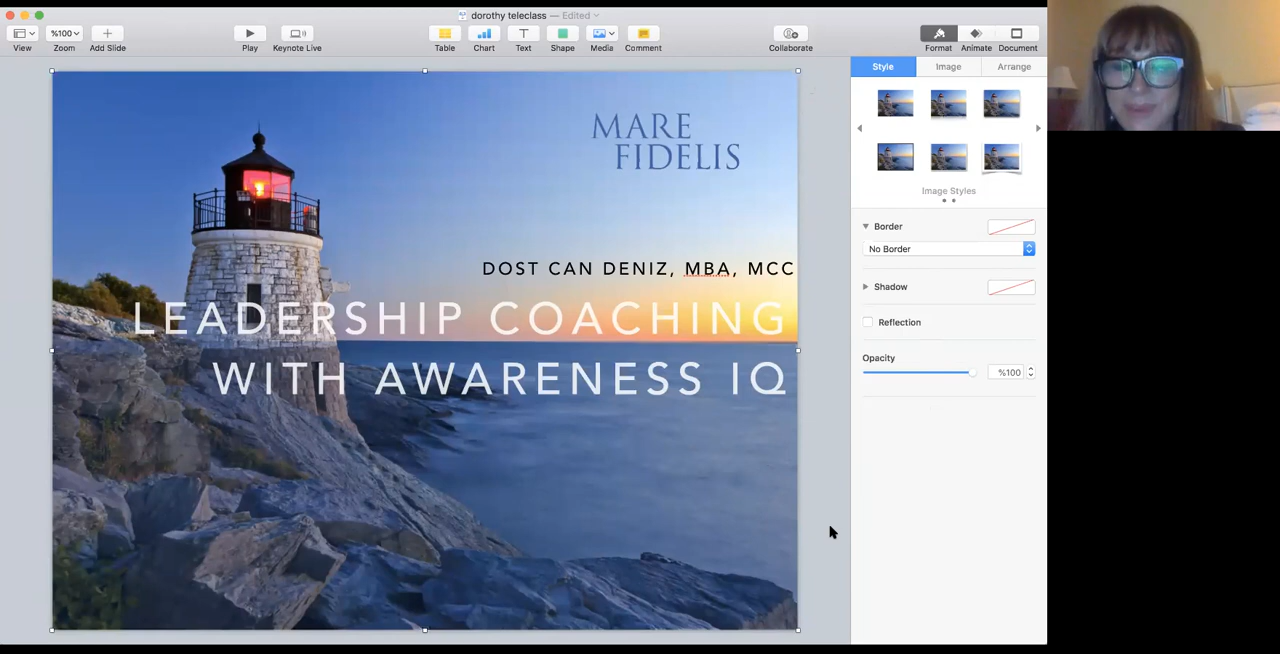 dorothy teleclass — Edited
%100
View
Zoom
Add Slide
Play
Keynote Live
Table
Chart
Text
Shape
Media
Comment
Collaborate
Format
Animate
Document
Style
Image
Arrange
MARE
FIDELIS
DOST CAN DENIZ, MBA, MCC
LEADERSHIP COACHING
WITH AWARENESS IQ
Image Styles
Border
No Border
Shadow
Reflection
Opacity
%100